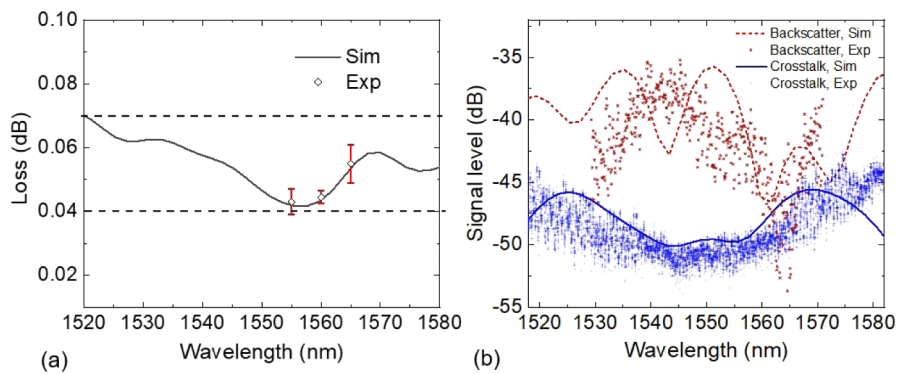 0.10
0.08
0.06
0.04
0.02
Loss (dB)
Sim
Exp
1520 1530 1540 1550 1560 1570 1580
Wavelength (nm)
(a)
-35
-40
-45
-50
-55
Signal level (dB)
Backscatter, Sim
Backscatter, Exp
Crosstalk, Sim
Crosstalk, Exp
1520 1530 1540 1550 1560 1570 1580
Wavelength (nm)
(b)